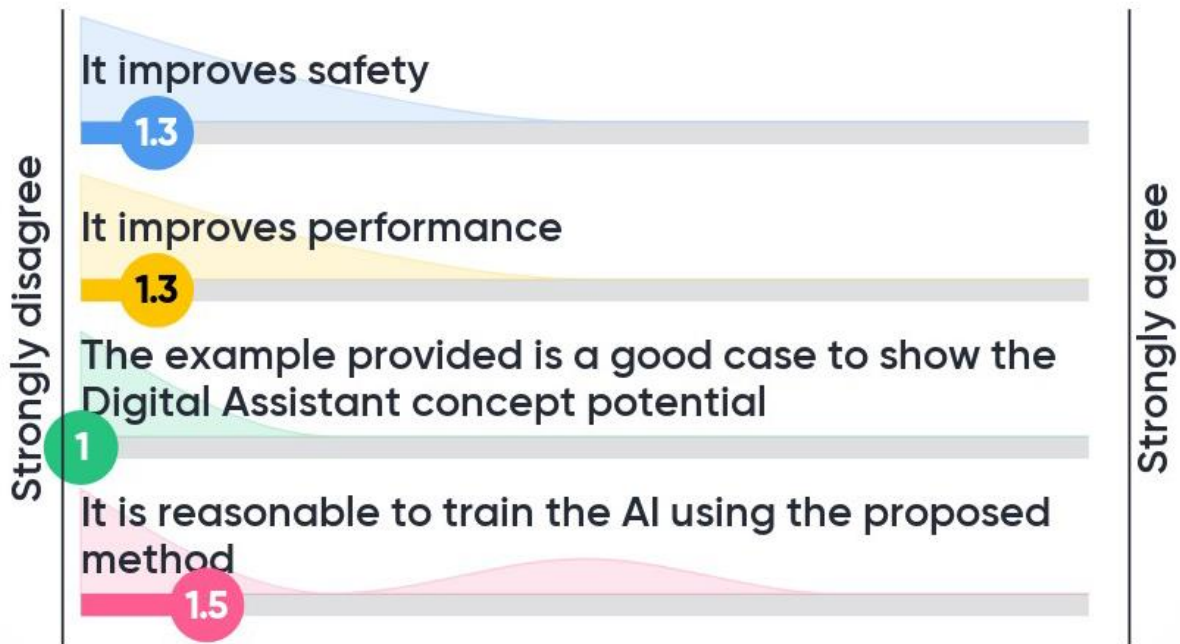 Strongly disagree
It improves safety
1.3
It improves performance
1.3
The example provided is a good case to show the
Digital Assistant concept potential
1
It is reasonable to train the AI using the proposed
method
1.5
Strongly agree